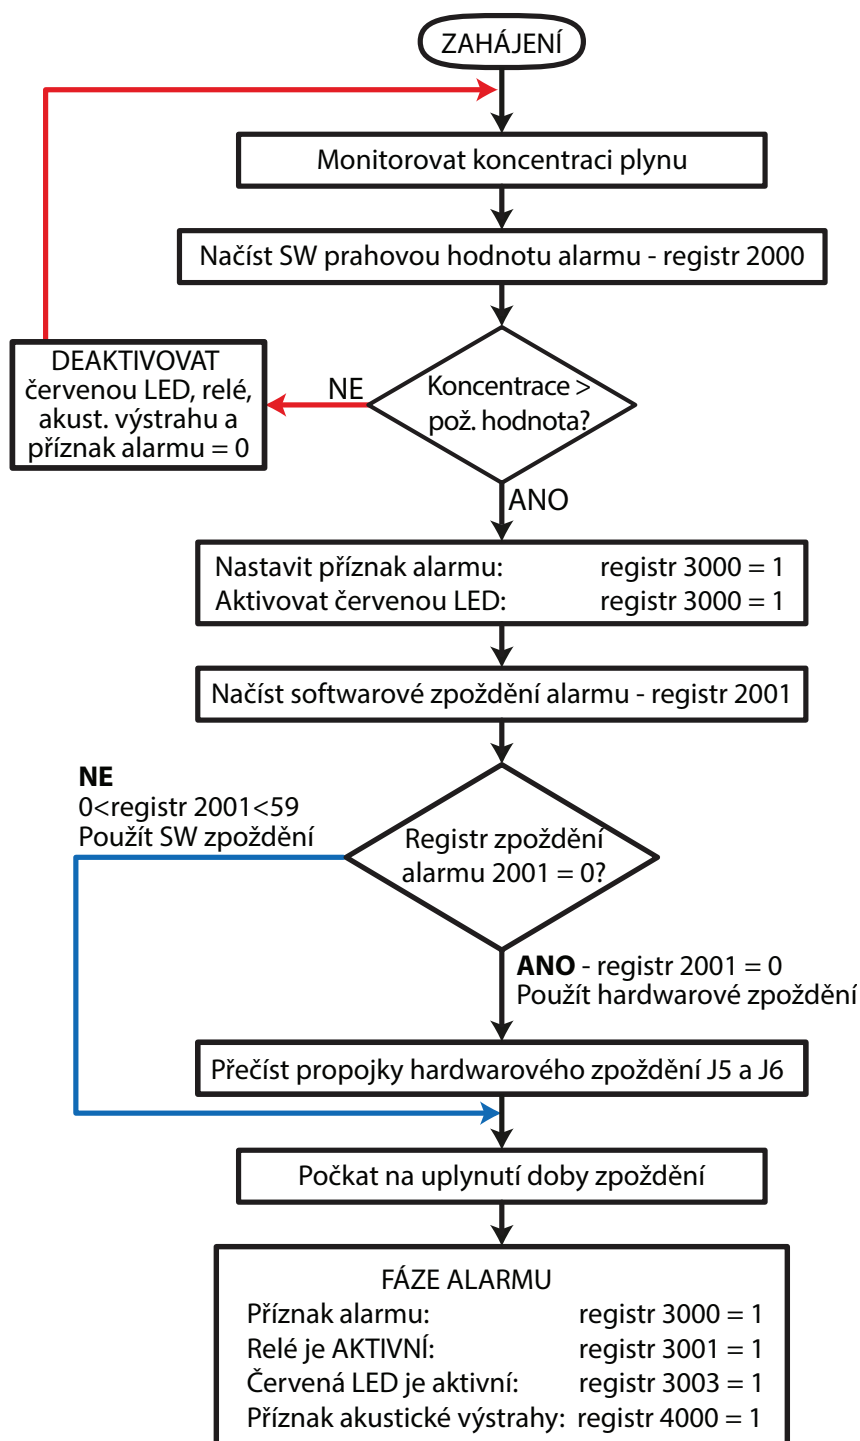 ZAHÁJENÍ
Monitorovat koncentraci plynu
Načíst SW prahovou hodnotu alarmu - registr 2000
Koncentrace >
pož. hodnota?
NE
DEAKTIVOVAT
červenou LED, relé,
akust. výstrahu a
příznak alarmu = 0
ANO
Nastavit příznak alarmu: registr 3000 = 1
Aktivovat červenou LED: registr 3000 = 1
Načíst softwarové zpoždění alarmu - registr 2001
Registr zpoždění
alarmu 2001 = 0?
NE
0<registr 2001<59
Použít SW zpoždění
ANO - registr 2001 = 0
Použít hardwarové zpoždění
Přečíst propojky hardwarového zpoždění J5 a J6
Počkat na uplynutí doby zpoždění
FÁZE ALARMU
Příznak alarmu: registr 3000 = 1
Relé je AKTIVNÍ: registr 3001 = 1
Červená LED je aktivní: registr 3003 = 1
Příznak akustické výstrahy: registr 4000 = 1